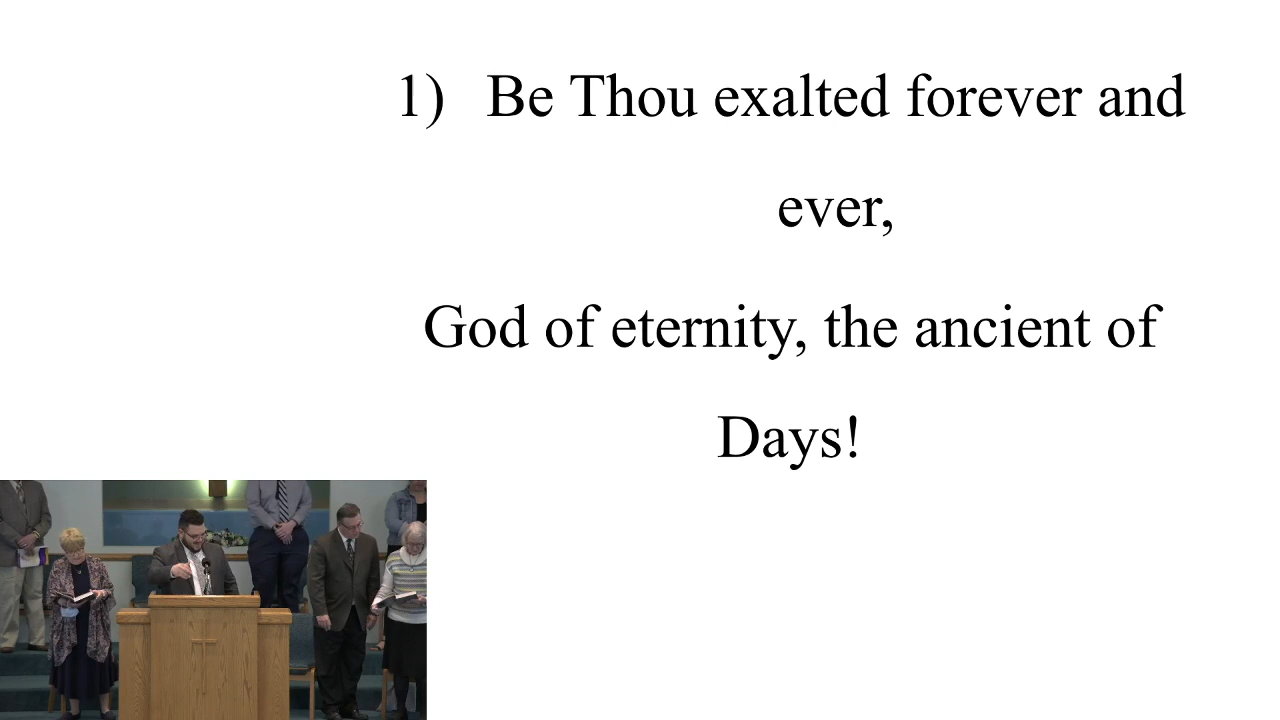 1) Be Thou exalted forever and
ever,
God of eternity, the ancient of
Days!